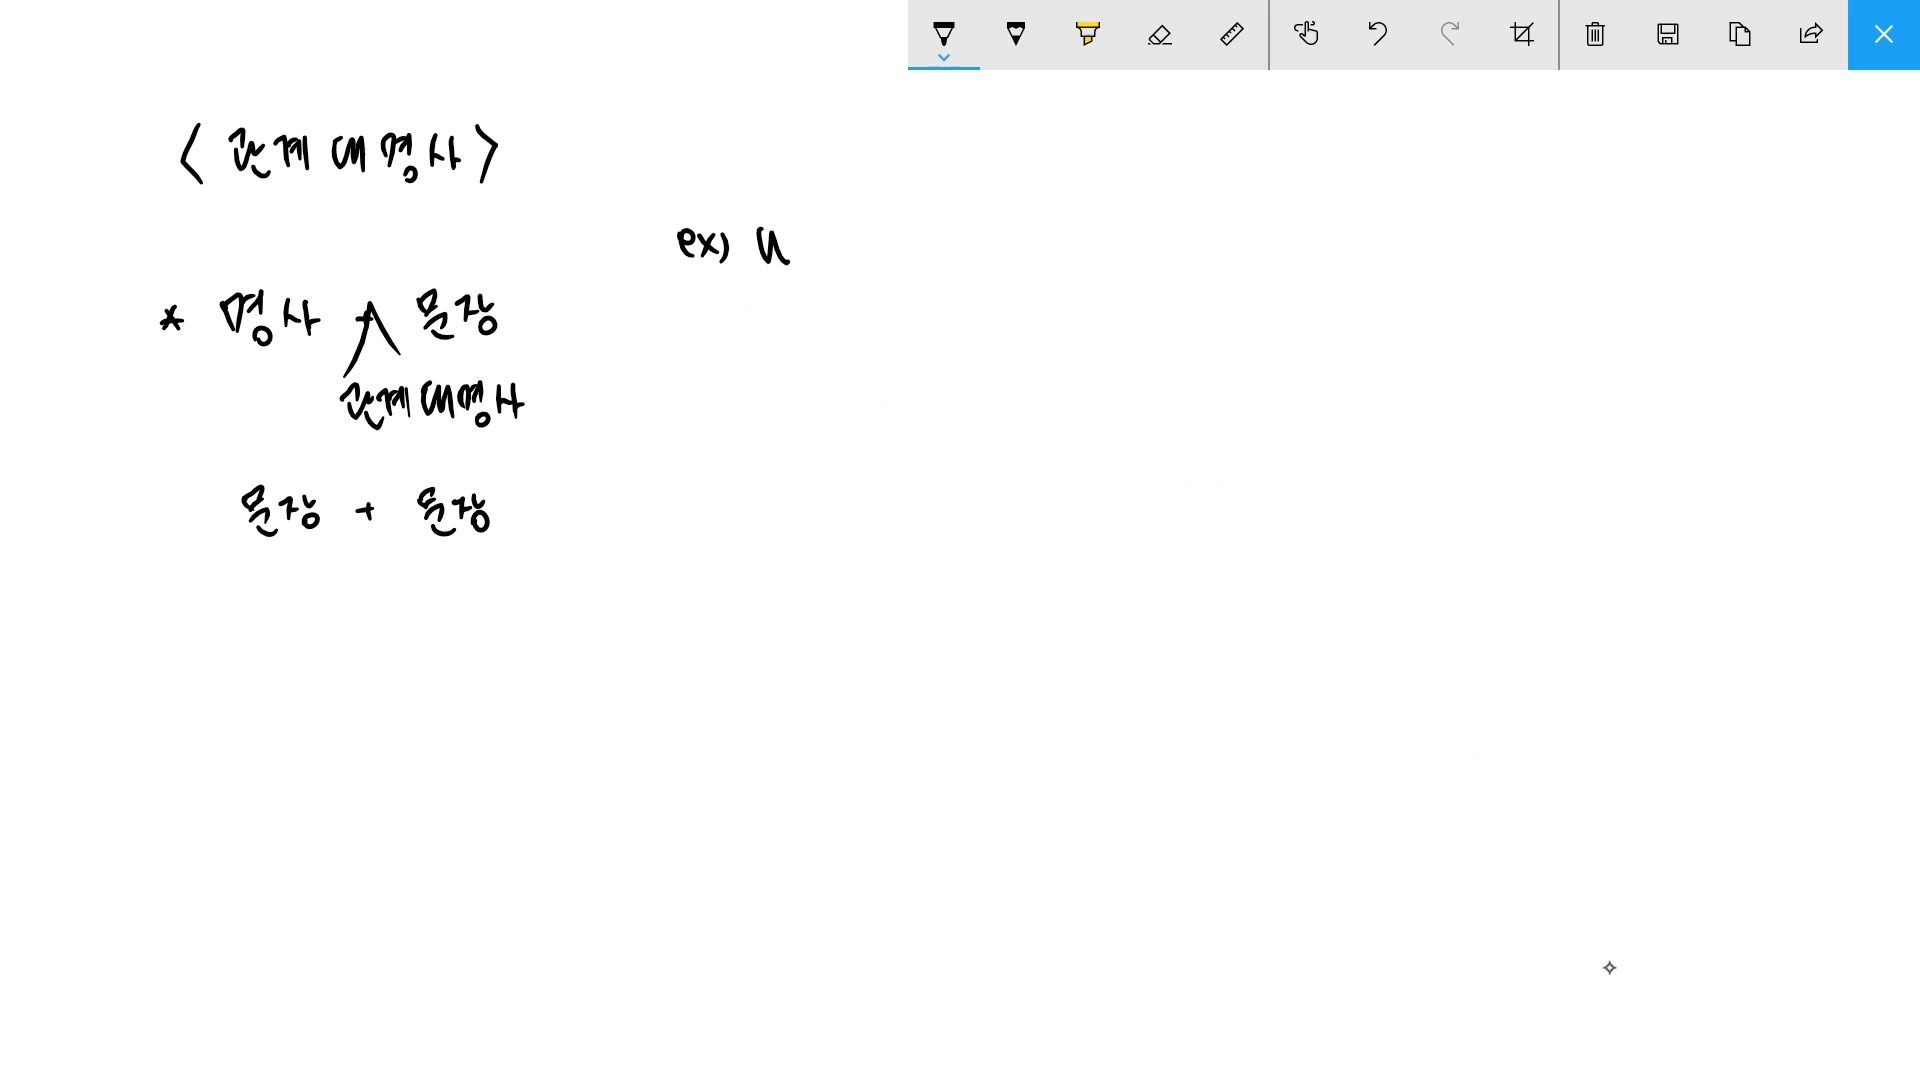 <관계대명사>
ex)
* 명사 + 문장
관계대명사
문장 + 문장